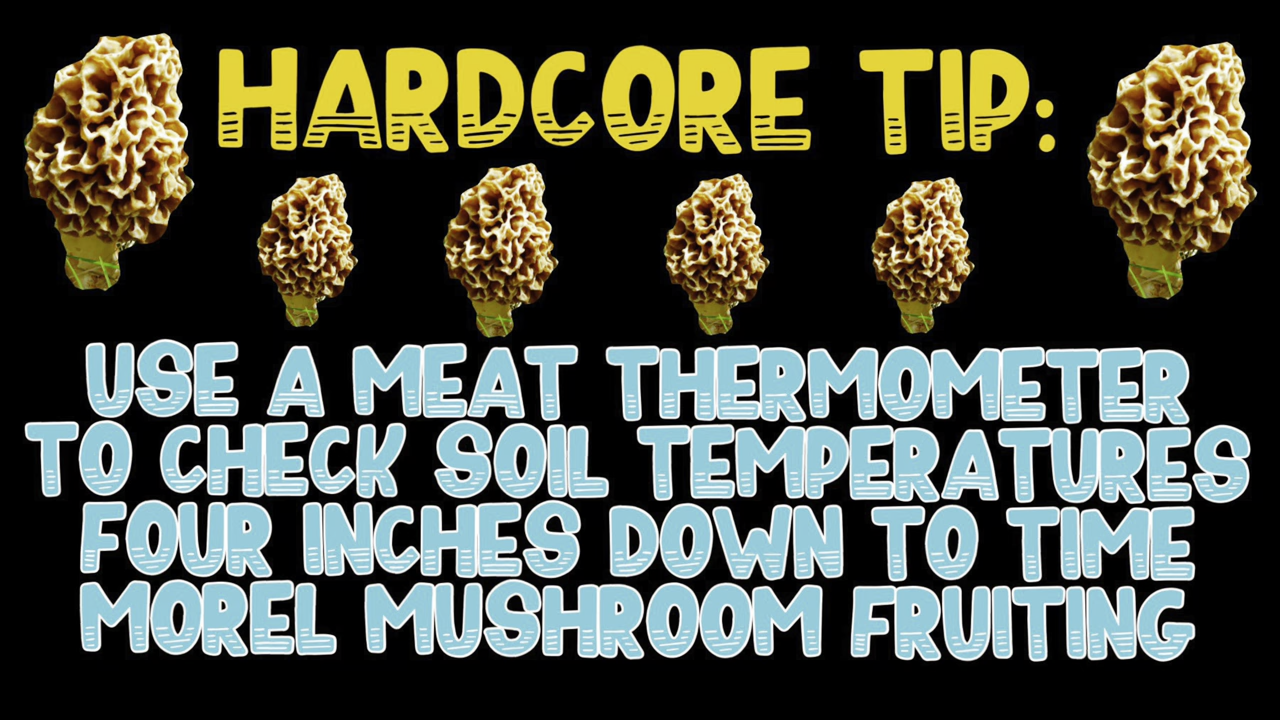 HARDCORE TIP:
USE A MEAT THERMOMETER
TO CHECK SOIL TEMPERATURES
FOUR INCHES DOWN TO TIME
MOREL MUSHROOM FRUITING